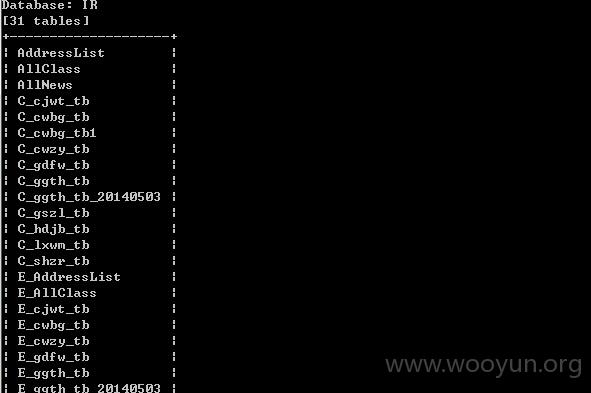 Database: IR
[31 tables]
+--------------------+
¦ AddressList ¦
¦ AllClass ¦
¦ AllNews ¦
¦ C_cjwt_tb ¦
¦ C_cwbg_tb ¦
¦ C_cwbg_tb1 ¦
¦ C_cwzy_tb ¦
¦ C_gdfw_tb ¦
¦ C_ggth_tb ¦
¦ C_ggth_tb_20140503 ¦
¦ C_gszl_tb ¦
¦ C_hdjb_tb ¦
¦ C_lxwm_tb ¦
¦ C_shzr_tb ¦
¦ E_AddressList ¦
¦ E_AllClass ¦
¦ E_cjwt_tb ¦
¦ E_cwbg_tb ¦
¦ E_cwzy_tb ¦
¦ E_gdfw_tb ¦
¦ E_ggth_tb ¦
¦ E_ggth_tb_20140503 ¦
www.wooyun.org